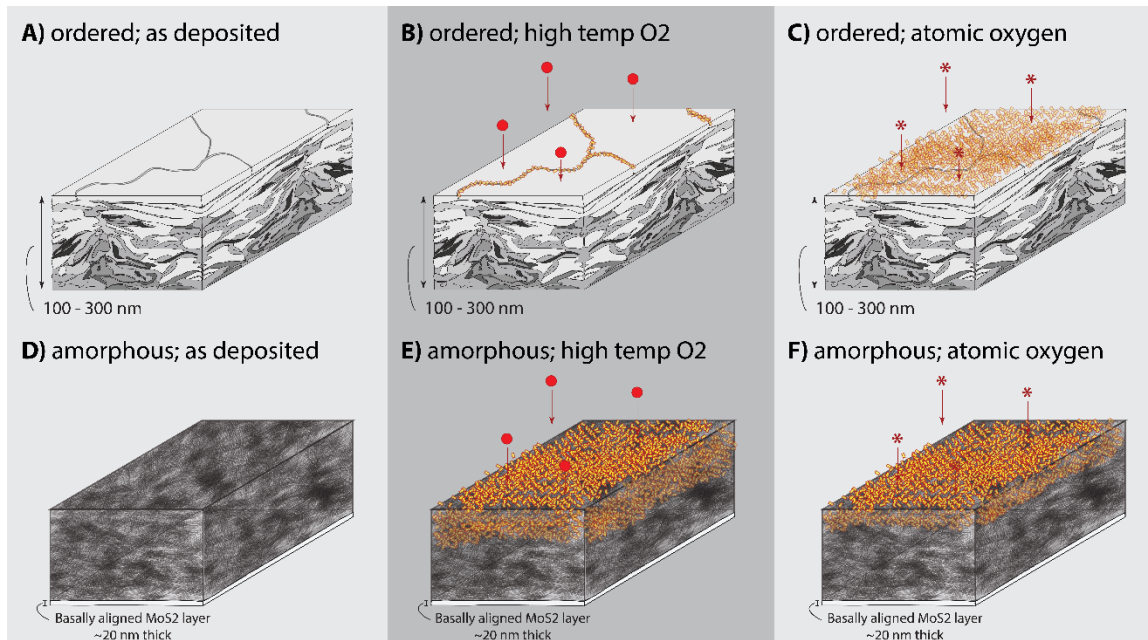 A) ordered; as deposited
B) ordered; high temp O2
C) ordered; atomic oxygen
100 - 300 nm
100 - 300 nm
100 - 300 nm
D) amorphous; as deposited
E) amorphous; high temp O2
F) amorphous; atomic oxygen
Basally aligned MoS2 layer
~20 nm thick
Basally aligned MoS2 layer
~20 nm thick
Basally aligned MoS2 layer
~20 nm thick